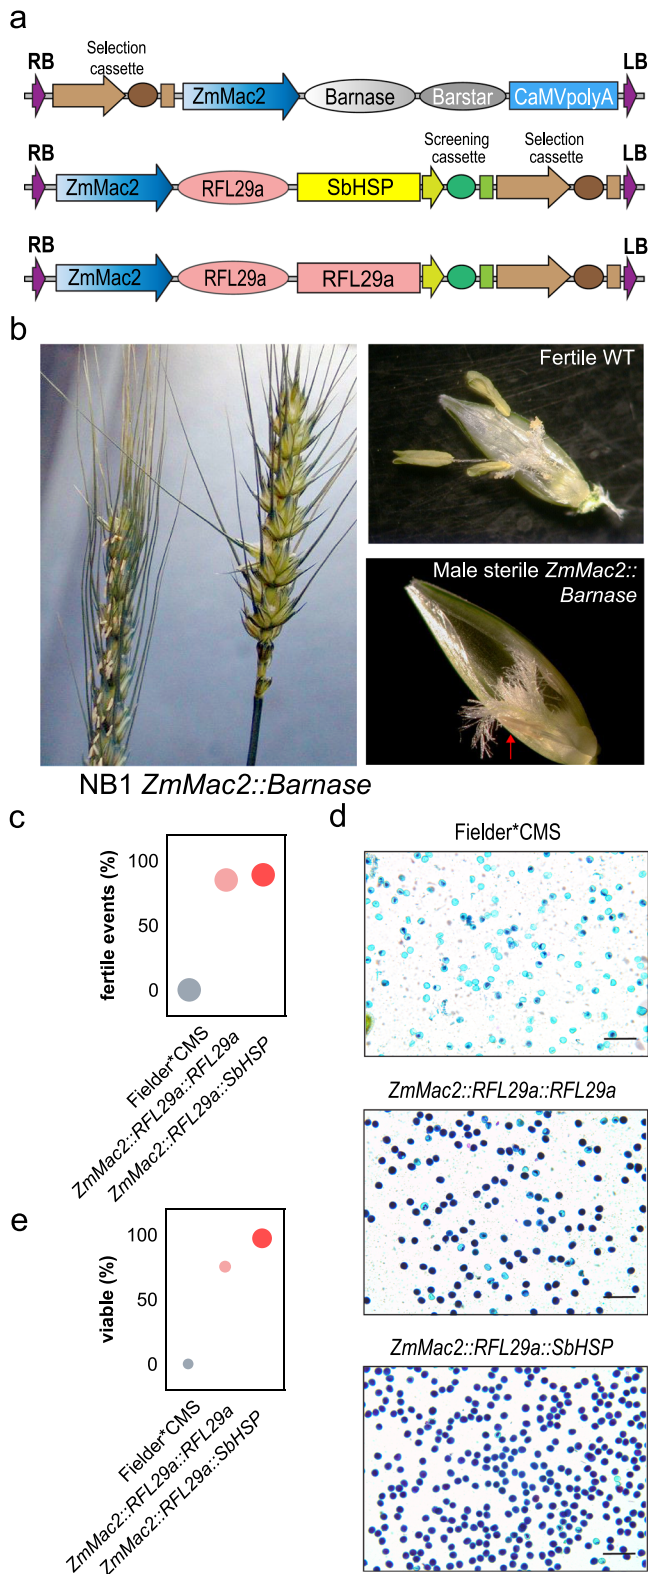 a
Selection
cassette
RB
LB
ZmMac2
Barnase
Barstar
CaMVpolyA
Screening
cassette
Selection
cassette
RB
LB
ZmMac2
RFL29a
SbHSP
RB
LB
ZmMac2
RFL29a
RFL29a
b
Fertile WT
Male sterile ZmMac2::
Barnase
NB1 ZmMac2::Barnase
c
fertile events (%)
100
50
0
Fielder*CMS
ZmMac2::RFL29a::RFL29a
ZmMac2::RFL29a::SbHSP
d
Fielder*CMS
ZmMac2::RFL29a::RFL29a
ZmMac2::RFL29a::SbHSP
e
viable (%)
100
50
0
Fielder*CMS
ZmMac2::RFL29a::RFL29a
ZmMac2::RFL29a::SbHSP